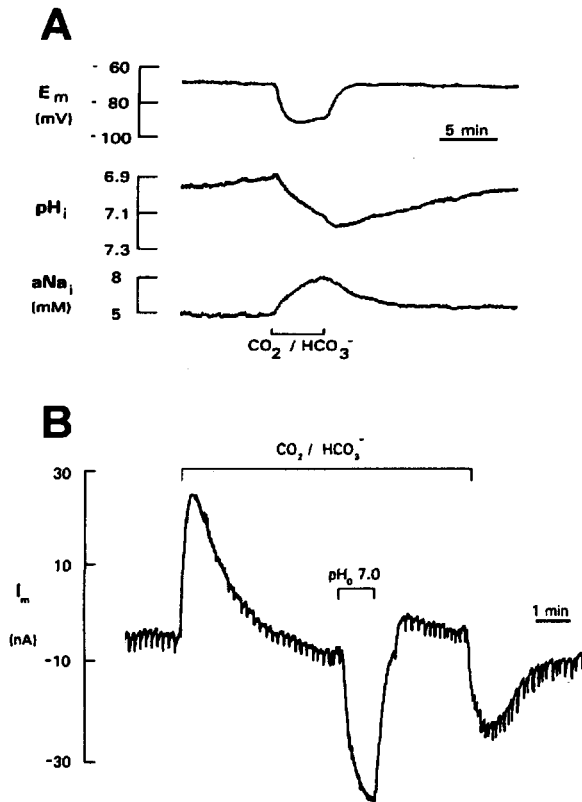 A
- 60
E m
- 80
(mV)
- 100
5 min
6.9
pHi
7.1
7.3
aNai
8
(mM)
5
CO2 / HCO3-
B
CO2 / HCO3-
30
10
pHo 7.0
Im
1 min
(nA)
-10
-30